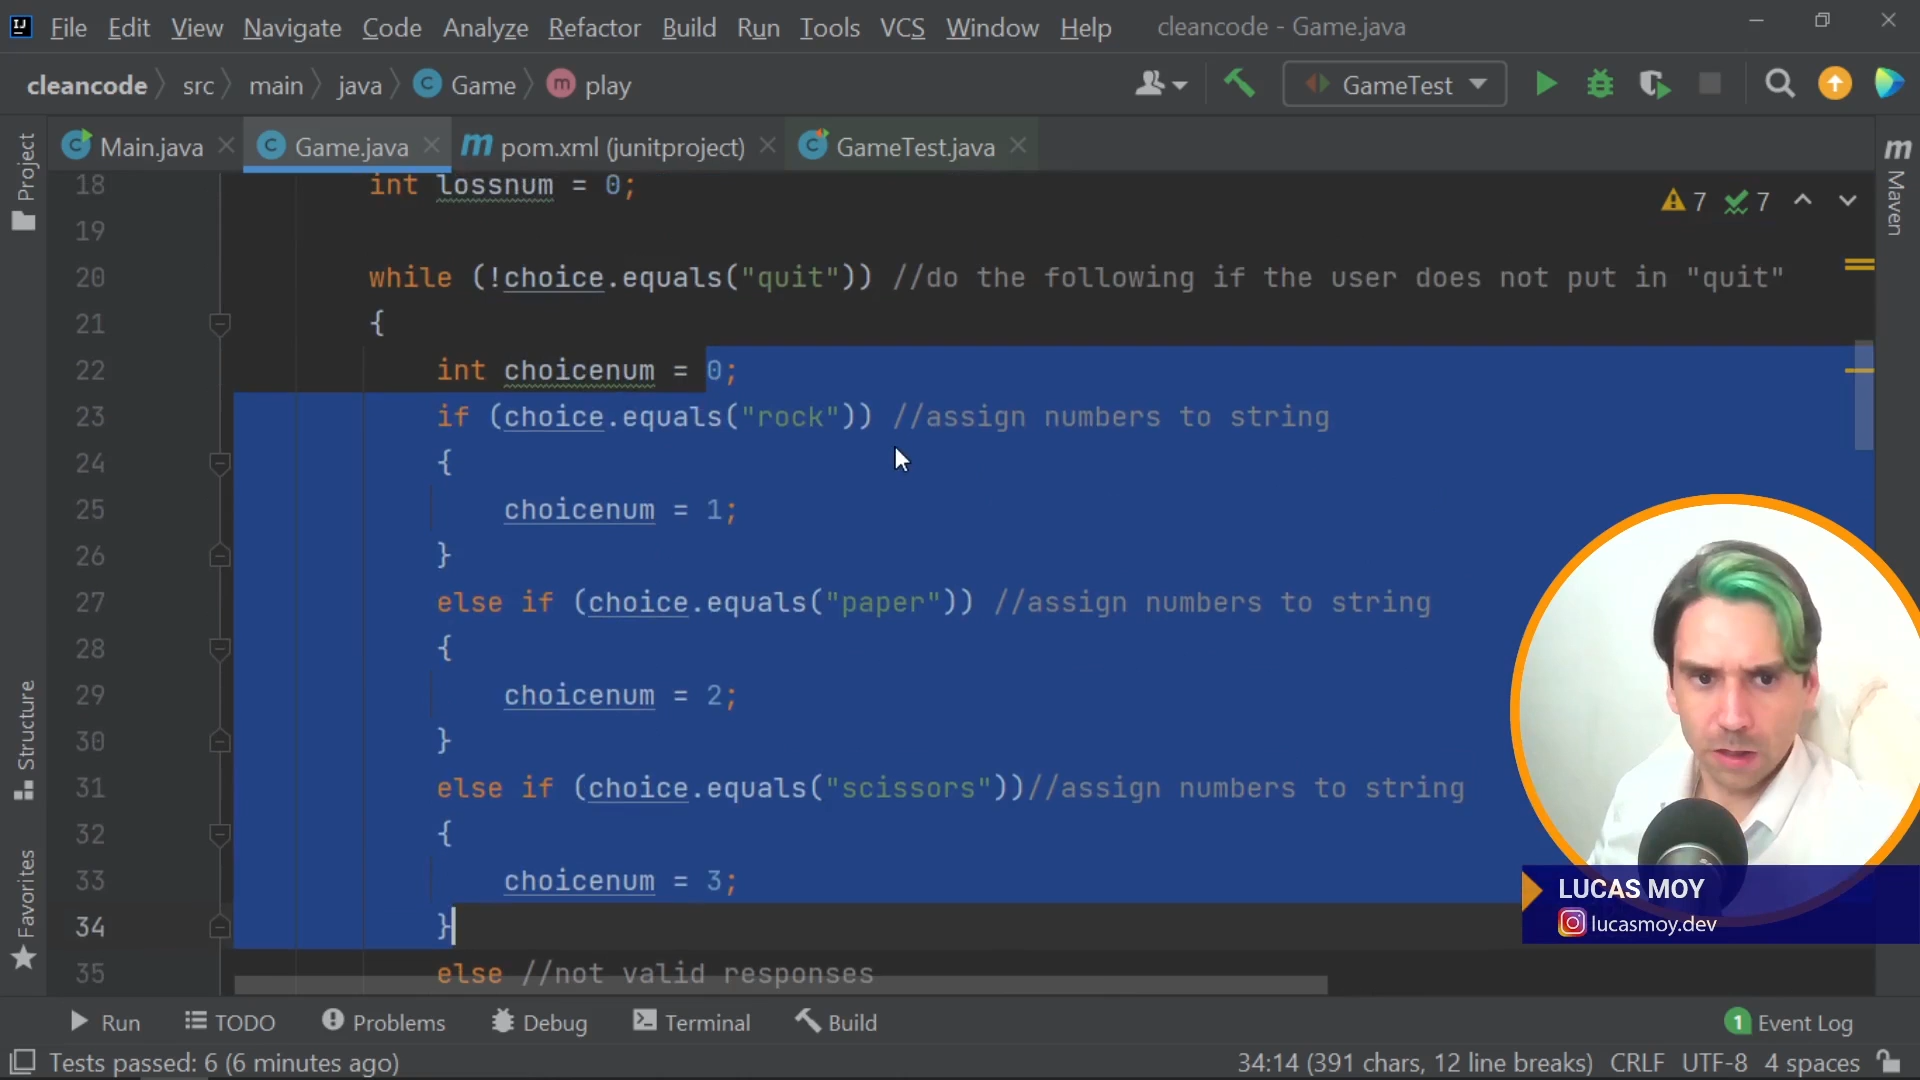 File Edit View Navigate Code Analyze Refactor Build Run Tools VCS Window Help cleancode - Game.java
cleancode src main java C Game m play GameTest
C Main.java C Game.java m pom.xml (junitproject) C GameTest.java m
Project
Structure
Favorites
Maven
7 7
18 int lossnum = 0;
19
20 while (!choice.equals("quit")) //do the following if the user does not put in "quit"
21 {
22 int choicenum = 0;
23 if (choice.equals("rock")) //assign numbers to string
24 {
25 choicenum = 1;
26 }
27 else if (choice.equals("paper")) //assign numbers to string
28 {
29 choicenum = 2;
30 }
31 else if (choice.equals("scissors"))//assign numbers to string
32 {
33 choicenum = 3;
34 }
35 else //not valid responses
LUCAS MOY
lucasmoy.dev
Run TODO Problems Debug Terminal Build 1 Event Log
Tests passed: 6 (6 minutes ago) 34:14 (391 chars, 12 line breaks) CRLF UTF-8 4 spaces